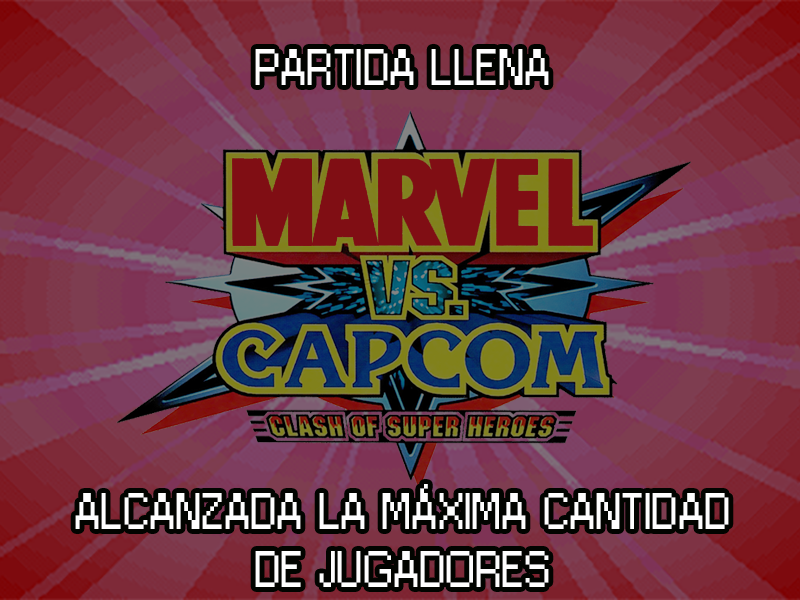 PARTIDA LLENA
MARVEL
VS.
CAPCOM
CLASH OF SUPER HEROES
ALCANZADA LA MÁXIMA CANTIDAD
DE JUGADORES